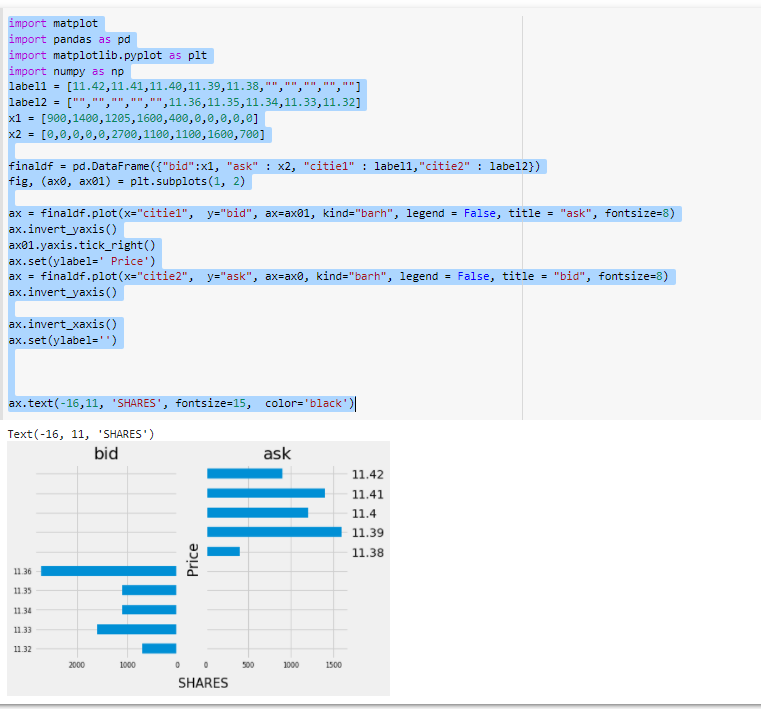 import matplot
import pandas as pd
import matplotlib.pyplot as plt
import numpy as np
label1 = [11.42,11.41,11.40,11.39,11.38,"","","","",""]
label2 = ["","","","","",11.36,11.35,11.34,11.33,11.32]
x1 = [900,1400,1205,1600,400,0,0,0,0,0]
x2 = [0,0,0,0,0,2700,1100,1100,1600,700]
finaldf = pd.DataFrame({"bid":x1, "ask" : x2, "citie1" : label1,"citie2" : label2})
fig, (ax0, ax01) = plt.subplots(1, 2)
ax = finaldf.plot(x="citie1",  y="bid", ax=ax01, kind="barh", legend = False, title = "ask", fontsize=8)
ax.invert_yaxis()
ax01.yaxis.tick_right()
ax.set(ylabel=' Price')
ax = finaldf.plot(x="citie2",  y="ask", ax=ax0, kind="barh", legend = False, title = "bid", fontsize=8)
ax.invert_yaxis()
ax.invert_xaxis()
ax.set(ylabel='')
ax.text(-16,11, 'SHARES', fontsize=15,  color='black')
Text(-16, 11, 'SHARES')
bid
ask
11.42
11.41
11.4
11.39
11.38
Price
11.36
11.35
11.34
11.33
11.32
2000 1000 0
0 500 1000 1500
SHARES